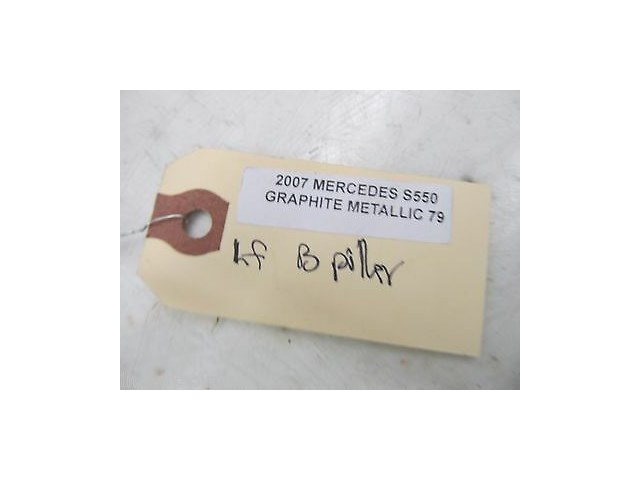 2007 MERCEDES S550
GRAPHITE METALLIC 79
Lf B piller